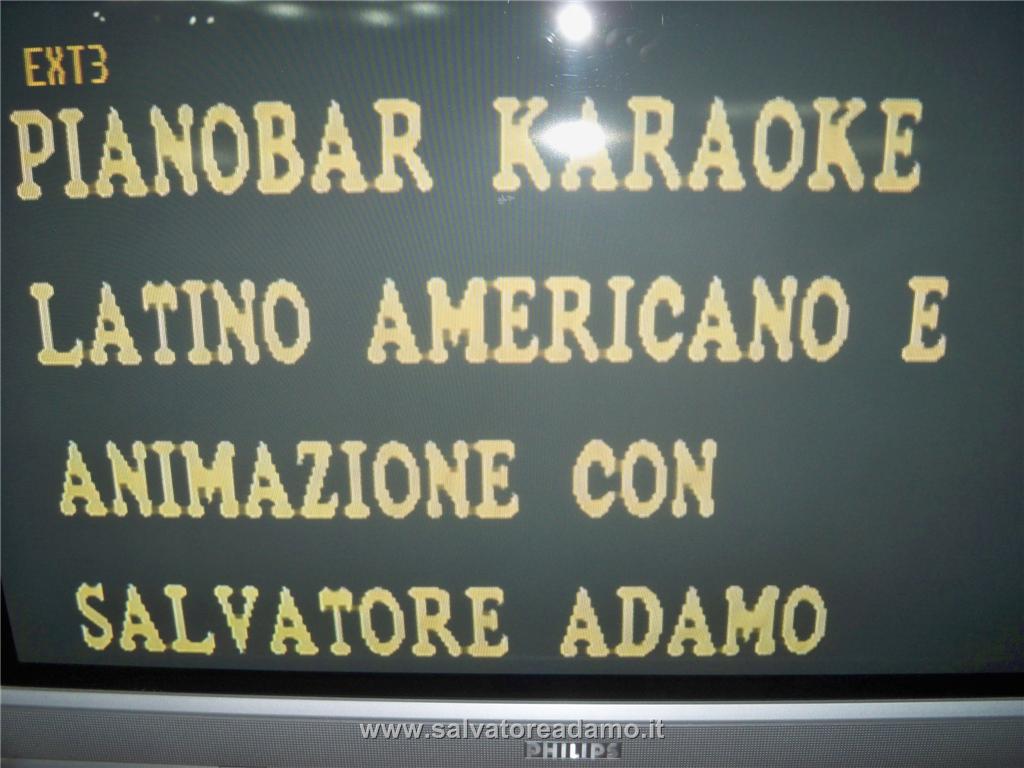 EXT3
PIANOBAR KARAOKE
LATINO AMERICANO E
ANIMAZIONE CON
SALVATORE ADAMO
www.salvatoreadamo.it
PHILIPS